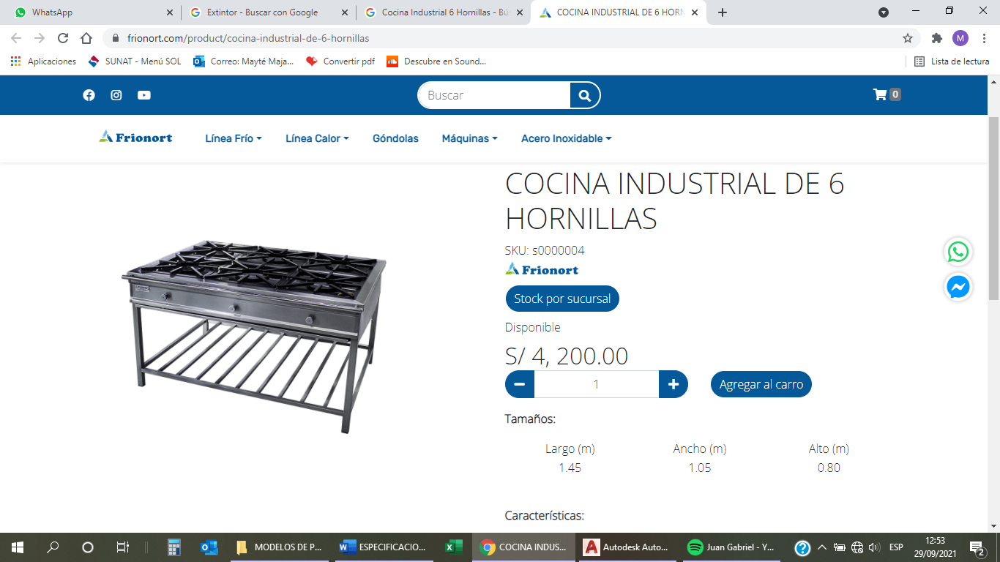 WhatsApp
Extintor - Buscar con Google
Cocina Industrial 6 Hornillas - Bú
COCINA INDUSTRIAL DE 6 HORN
frionort.com/product/cocina-industrial-de-6-hornillas
M
Aplicaciones
SUNAT - Menú SOL
Correo: Mayté Maja...
Convertir pdf
Descubre en Sound...
Lista de lectura
Buscar
0
Frionort
Línea Frío
Línea Calor
Góndolas
Máquinas
Acero Inoxidable
COCINA INDUSTRIAL DE 6
HORNILLAS
SKU: s0000004
Frionort
Stock por sucursal
Disponible
S/ 4, 200.00
1
Agregar al carro
Tamaños:
Largo (m) Ancho (m) Alto (m)
1.45 1.05 0.80
Características:
MODELOS DE P...
ESPECIFICACIO...
COCINA INDUS...
Autodesk Auto...
Juan Gabriel - Y...
ESP
12:53
29/09/2021
2